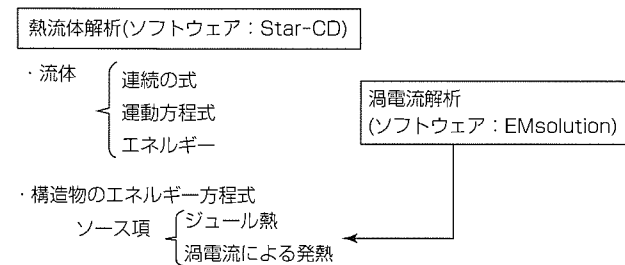 熱流体解析(ソフトウェア：Star-CD)
・流体
連続の式
運動方程式
エネルギー
渦電流解析
(ソフトウェア：EMsolution)
・構造物のエネルギー方程式
ソース項
ジュール熱
渦電流による発熱